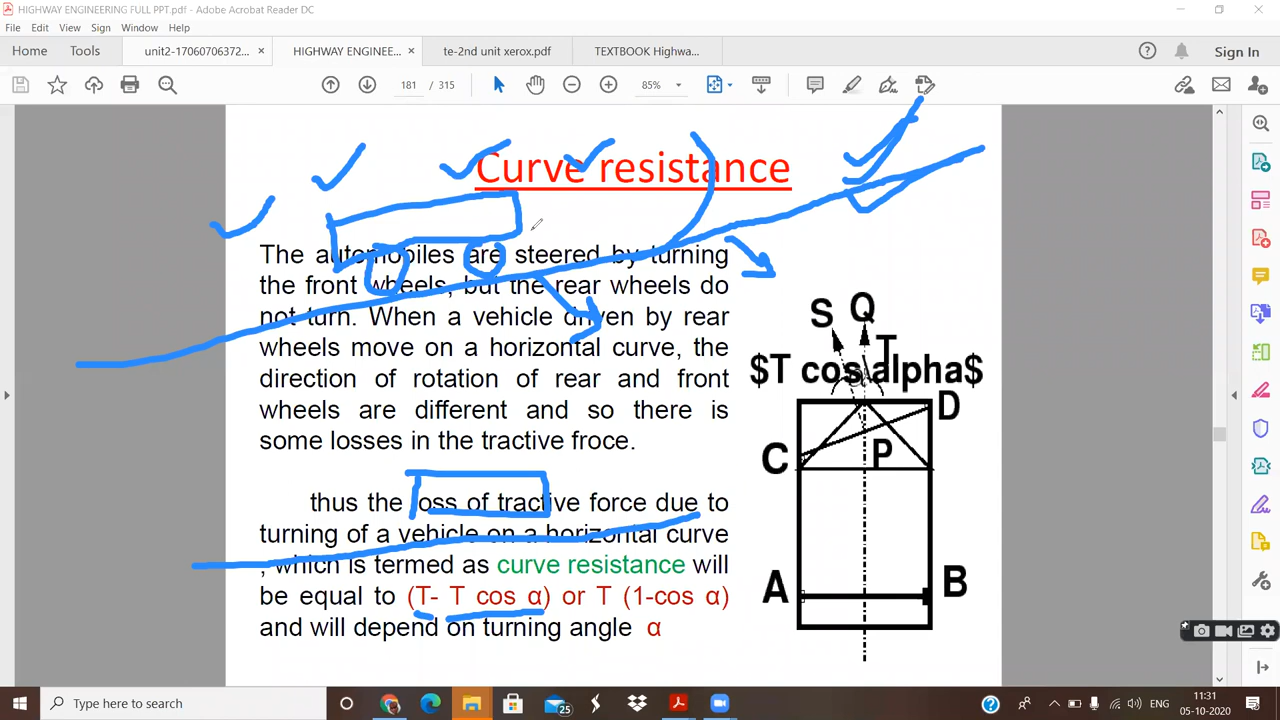 HIGHWAY ENGINEERING FULL PPT.pdf - Adobe Acrobat Reader DC
File Edit View Sign Window Help
Home Tools unit2-17060706372... × HIGHWAY ENGINEE... × te-2nd unit xerox.pdf TEXTBOOK Highwa... Sign In
181 / 315 85%
Curve resistance
The automobiles are steered by turning
the front wheels, but the rear wheels do
not turn. When a vehicle driven by rear
wheels move on a horizontal curve, the
direction of rotation of rear and front
wheels are different and so there is
some losses in the tractive froce.
thus the loss of tractive force due to
turning of a vehicle on a horizontal curve
, which is termed as curve resistance will
be equal to (T- T cos α) or T (1-cos α)
and will depend on turning angle α
S Q
T
$T cos alpha$
D
C P
A B
Type here to search
25
ENG
11:31
05-10-2020